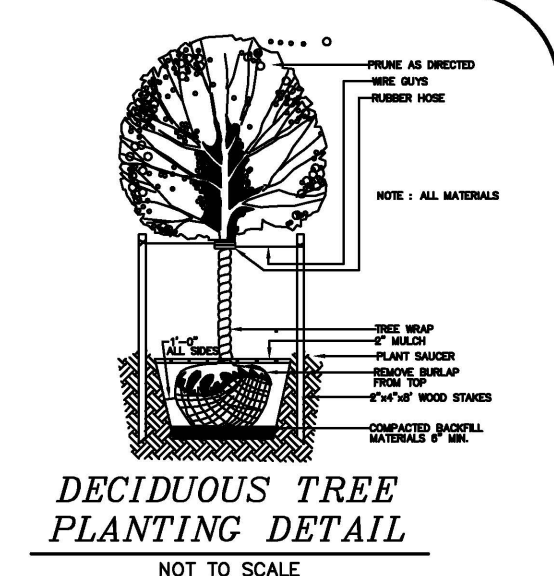 PRUNE AS DIRECTED
WIRE GUYS
RUBBER HOSE
NOTE : ALL MATERIALS
TREE WRAP
2" MULCH
PLANT SAUCER
1'-0"
ALL SIDES
REMOVE BURLAP
FROM TOP
2"x4"x8' WOOD STAKES
COMPACTED BACKFILL
MATERIALS 6" MIN.
DECIDUOUS TREE
PLANTING DETAIL
NOT TO SCALE